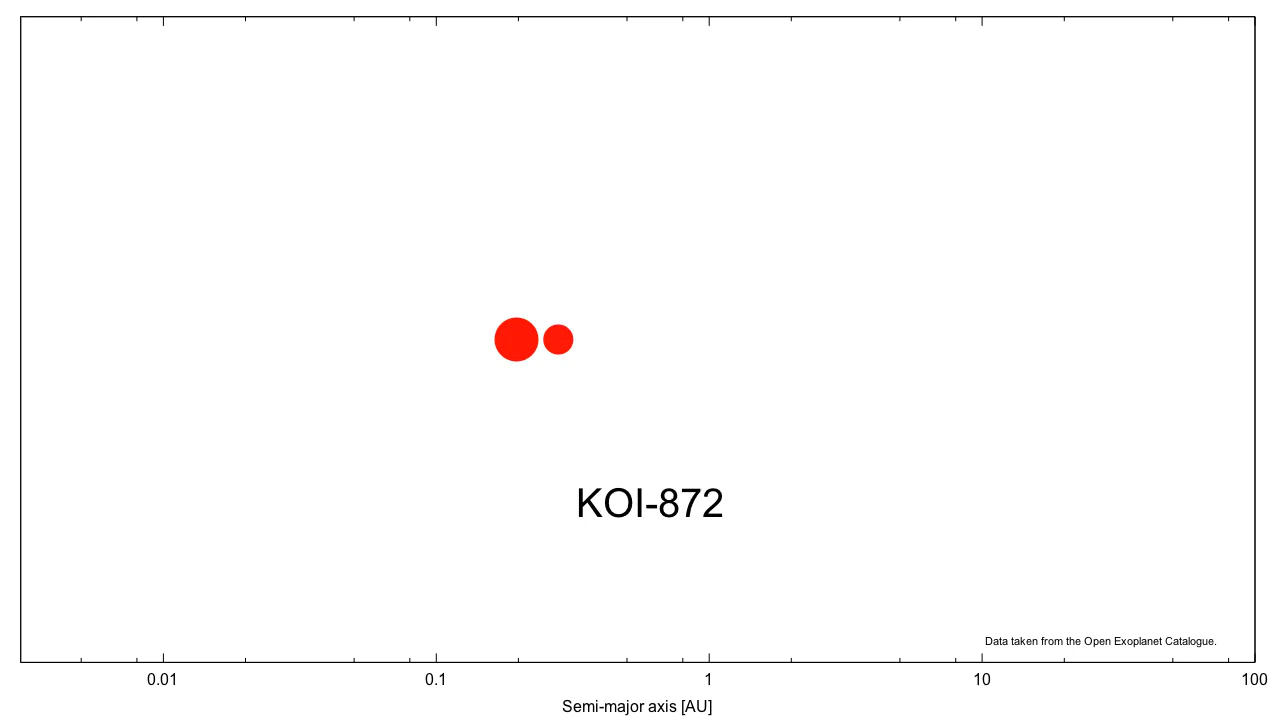 KOI-872
Data taken from the Open Exoplanet Catalogue.
0.01 0.1 1 10 100
Semi-major axis [AU]